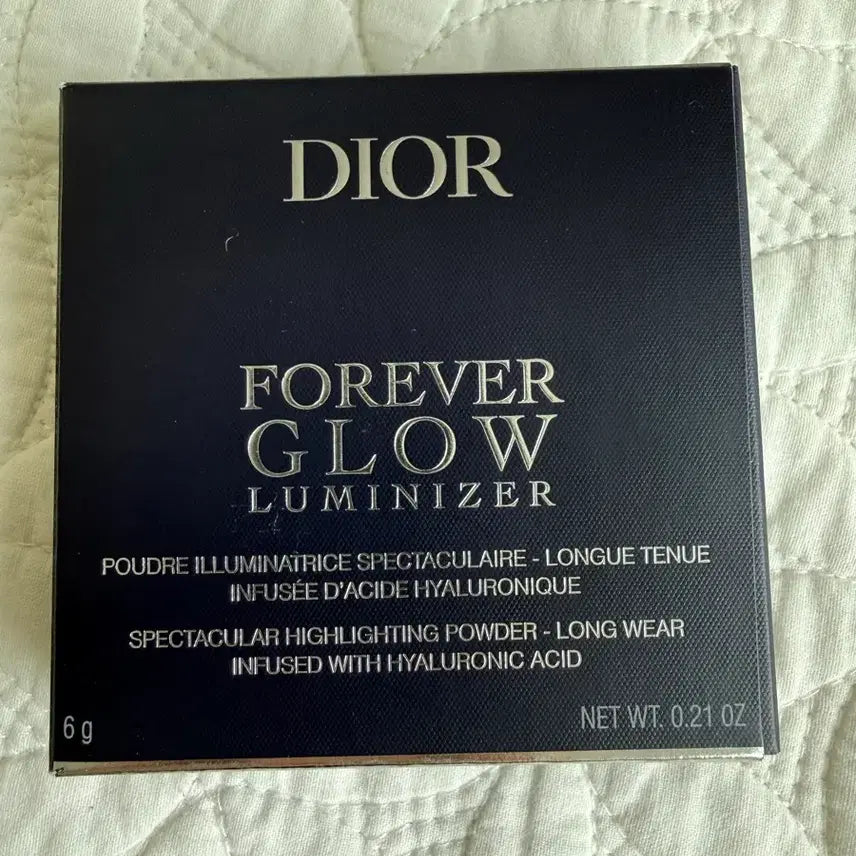 DIOR
FOREVER
GLOW
LUMINIZER
POUDRE ILLUMINATRICE SPECTACULAIRE - LONGUE TENUE
INFUSÉE D'ACIDE HYALURONIQUE
SPECTACULAR HIGHLIGHTING POWDER - LONG WEAR
INFUSED WITH HYALURONIC ACID
6 g
NET WT. 0.21 OZ